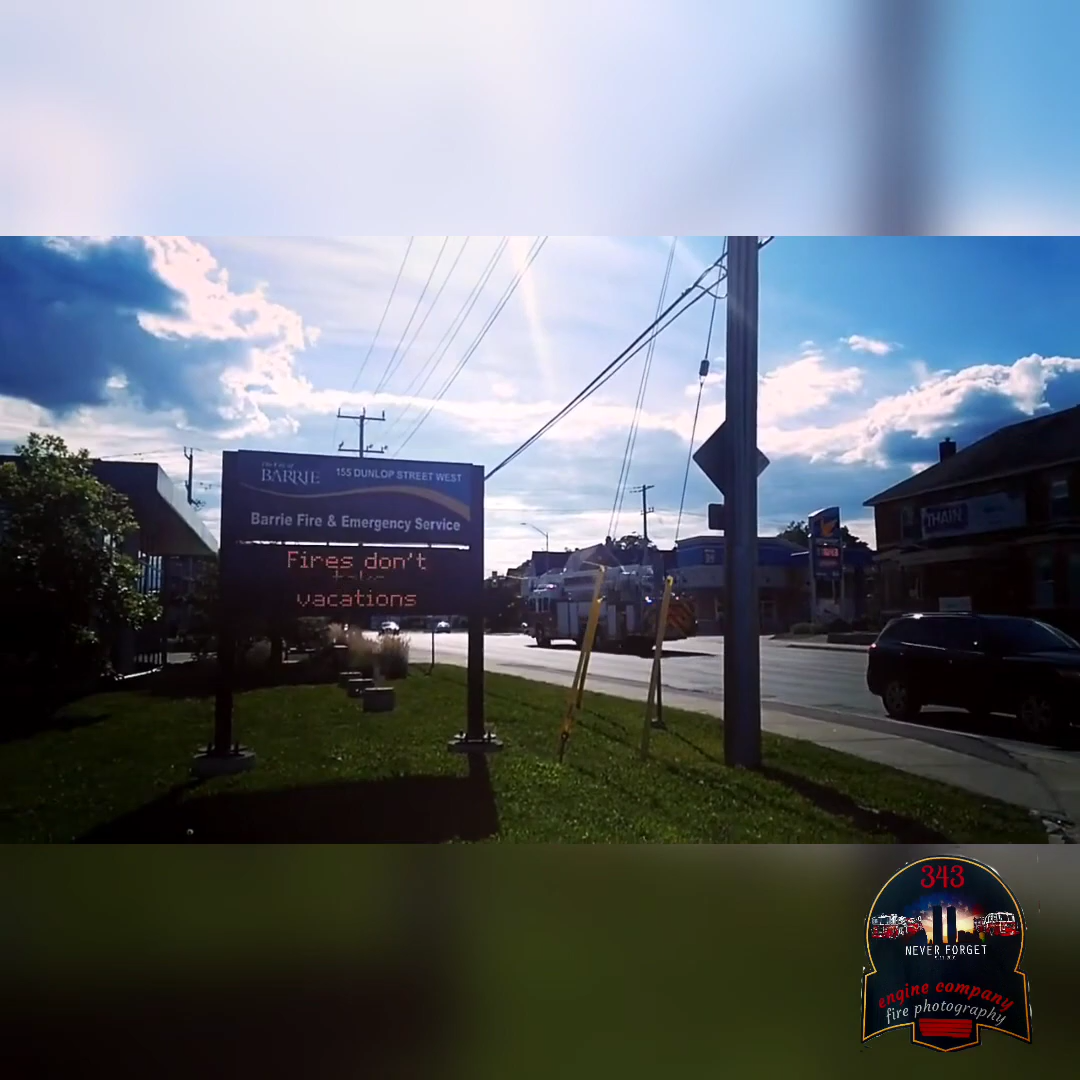 The City of
BARRIE
155 DUNLOP STREET WEST
Barrie Fire & Emergency Service
Fires don't
take
vacations
THAIN
343
NEVER FORGET
engine company
fire photography